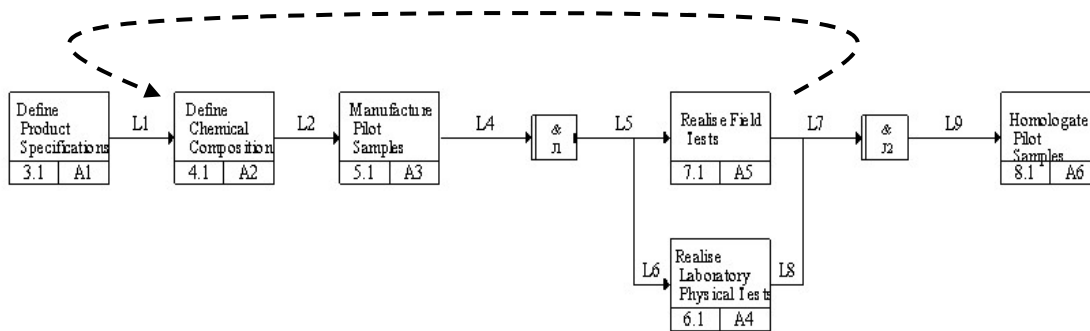 Define
Product
Specifications
3.1 A1
L1
Define
Chemical
Composition
4.1 A2
L2
Manufacture
Pilot
Samples
5.1 A3
L4
&
J1
L5
Realise Field
Tests
7.1 A5
L7
&
J2
L9
Homologate
Pilot
Samples
8.1 A6
L6
Realise
Laboratory
Physical Tests
6.1 A4
L8